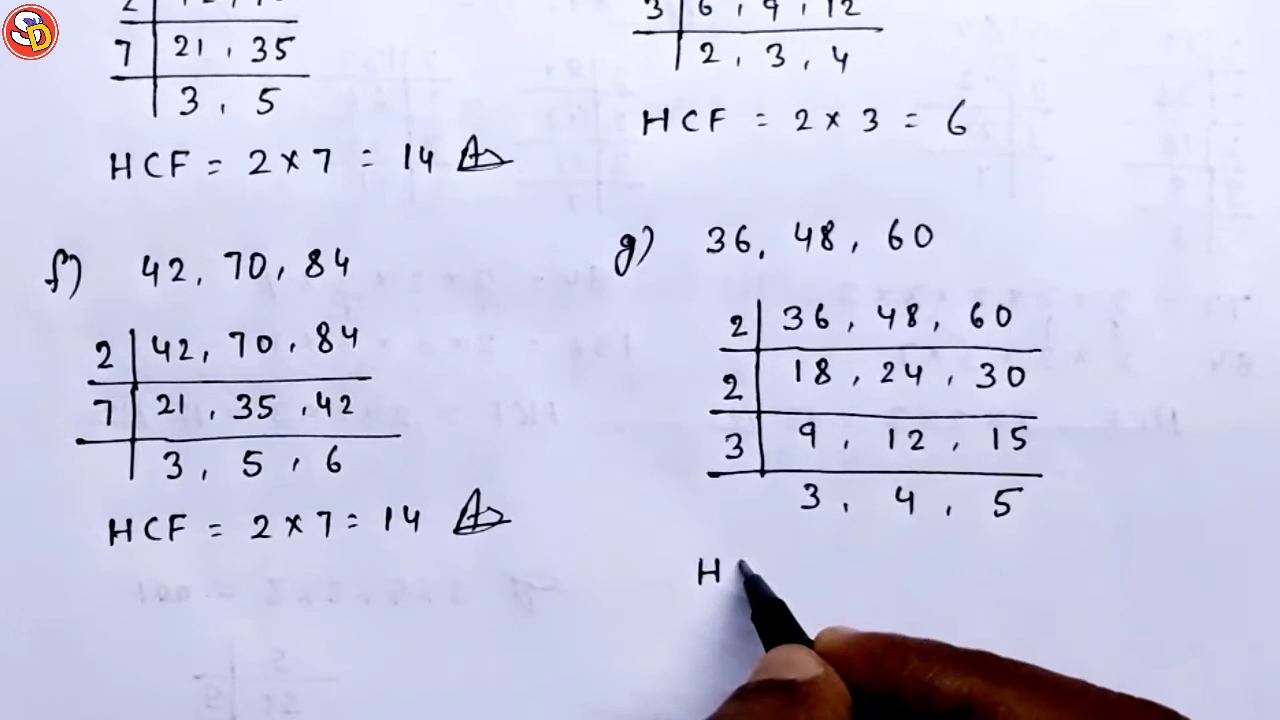 SD
7 | 21, 35
3, 5
HCF = 2 × 7 = 14
3 | 6, 9, 12
2, 3, 4
HCF = 2 × 3 = 6
f) 42, 70, 84
2 | 42, 70, 84
7 | 21, 35, 42
3, 5, 6
HCF = 2 × 7 = 14
g) 36, 48, 60
2 | 36, 48, 60
2 | 18, 24, 30
3 | 9, 12, 15
3, 4, 5
H